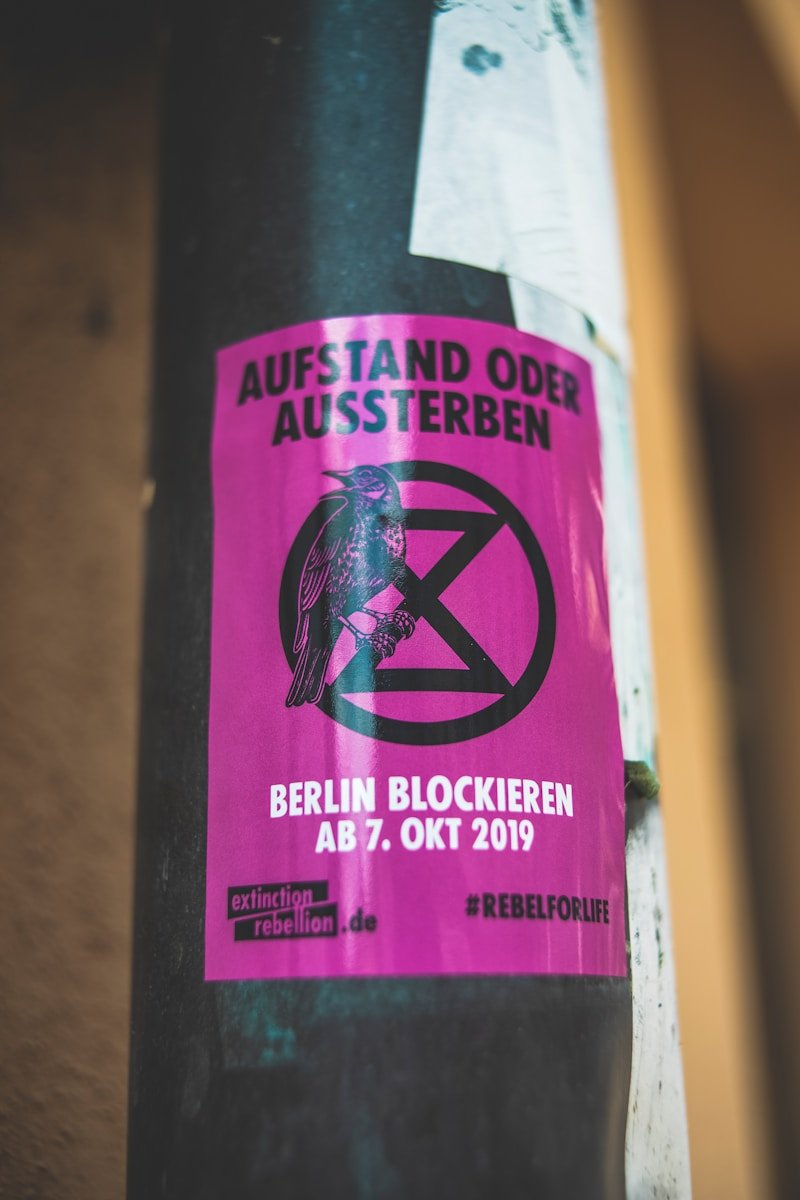 AUFSTAND ODER
AUSSTERBEN
BERLIN BLOCKIEREN
AB 7. OKT 2019
extinction
rebellion.de
#REBELFORLIFE